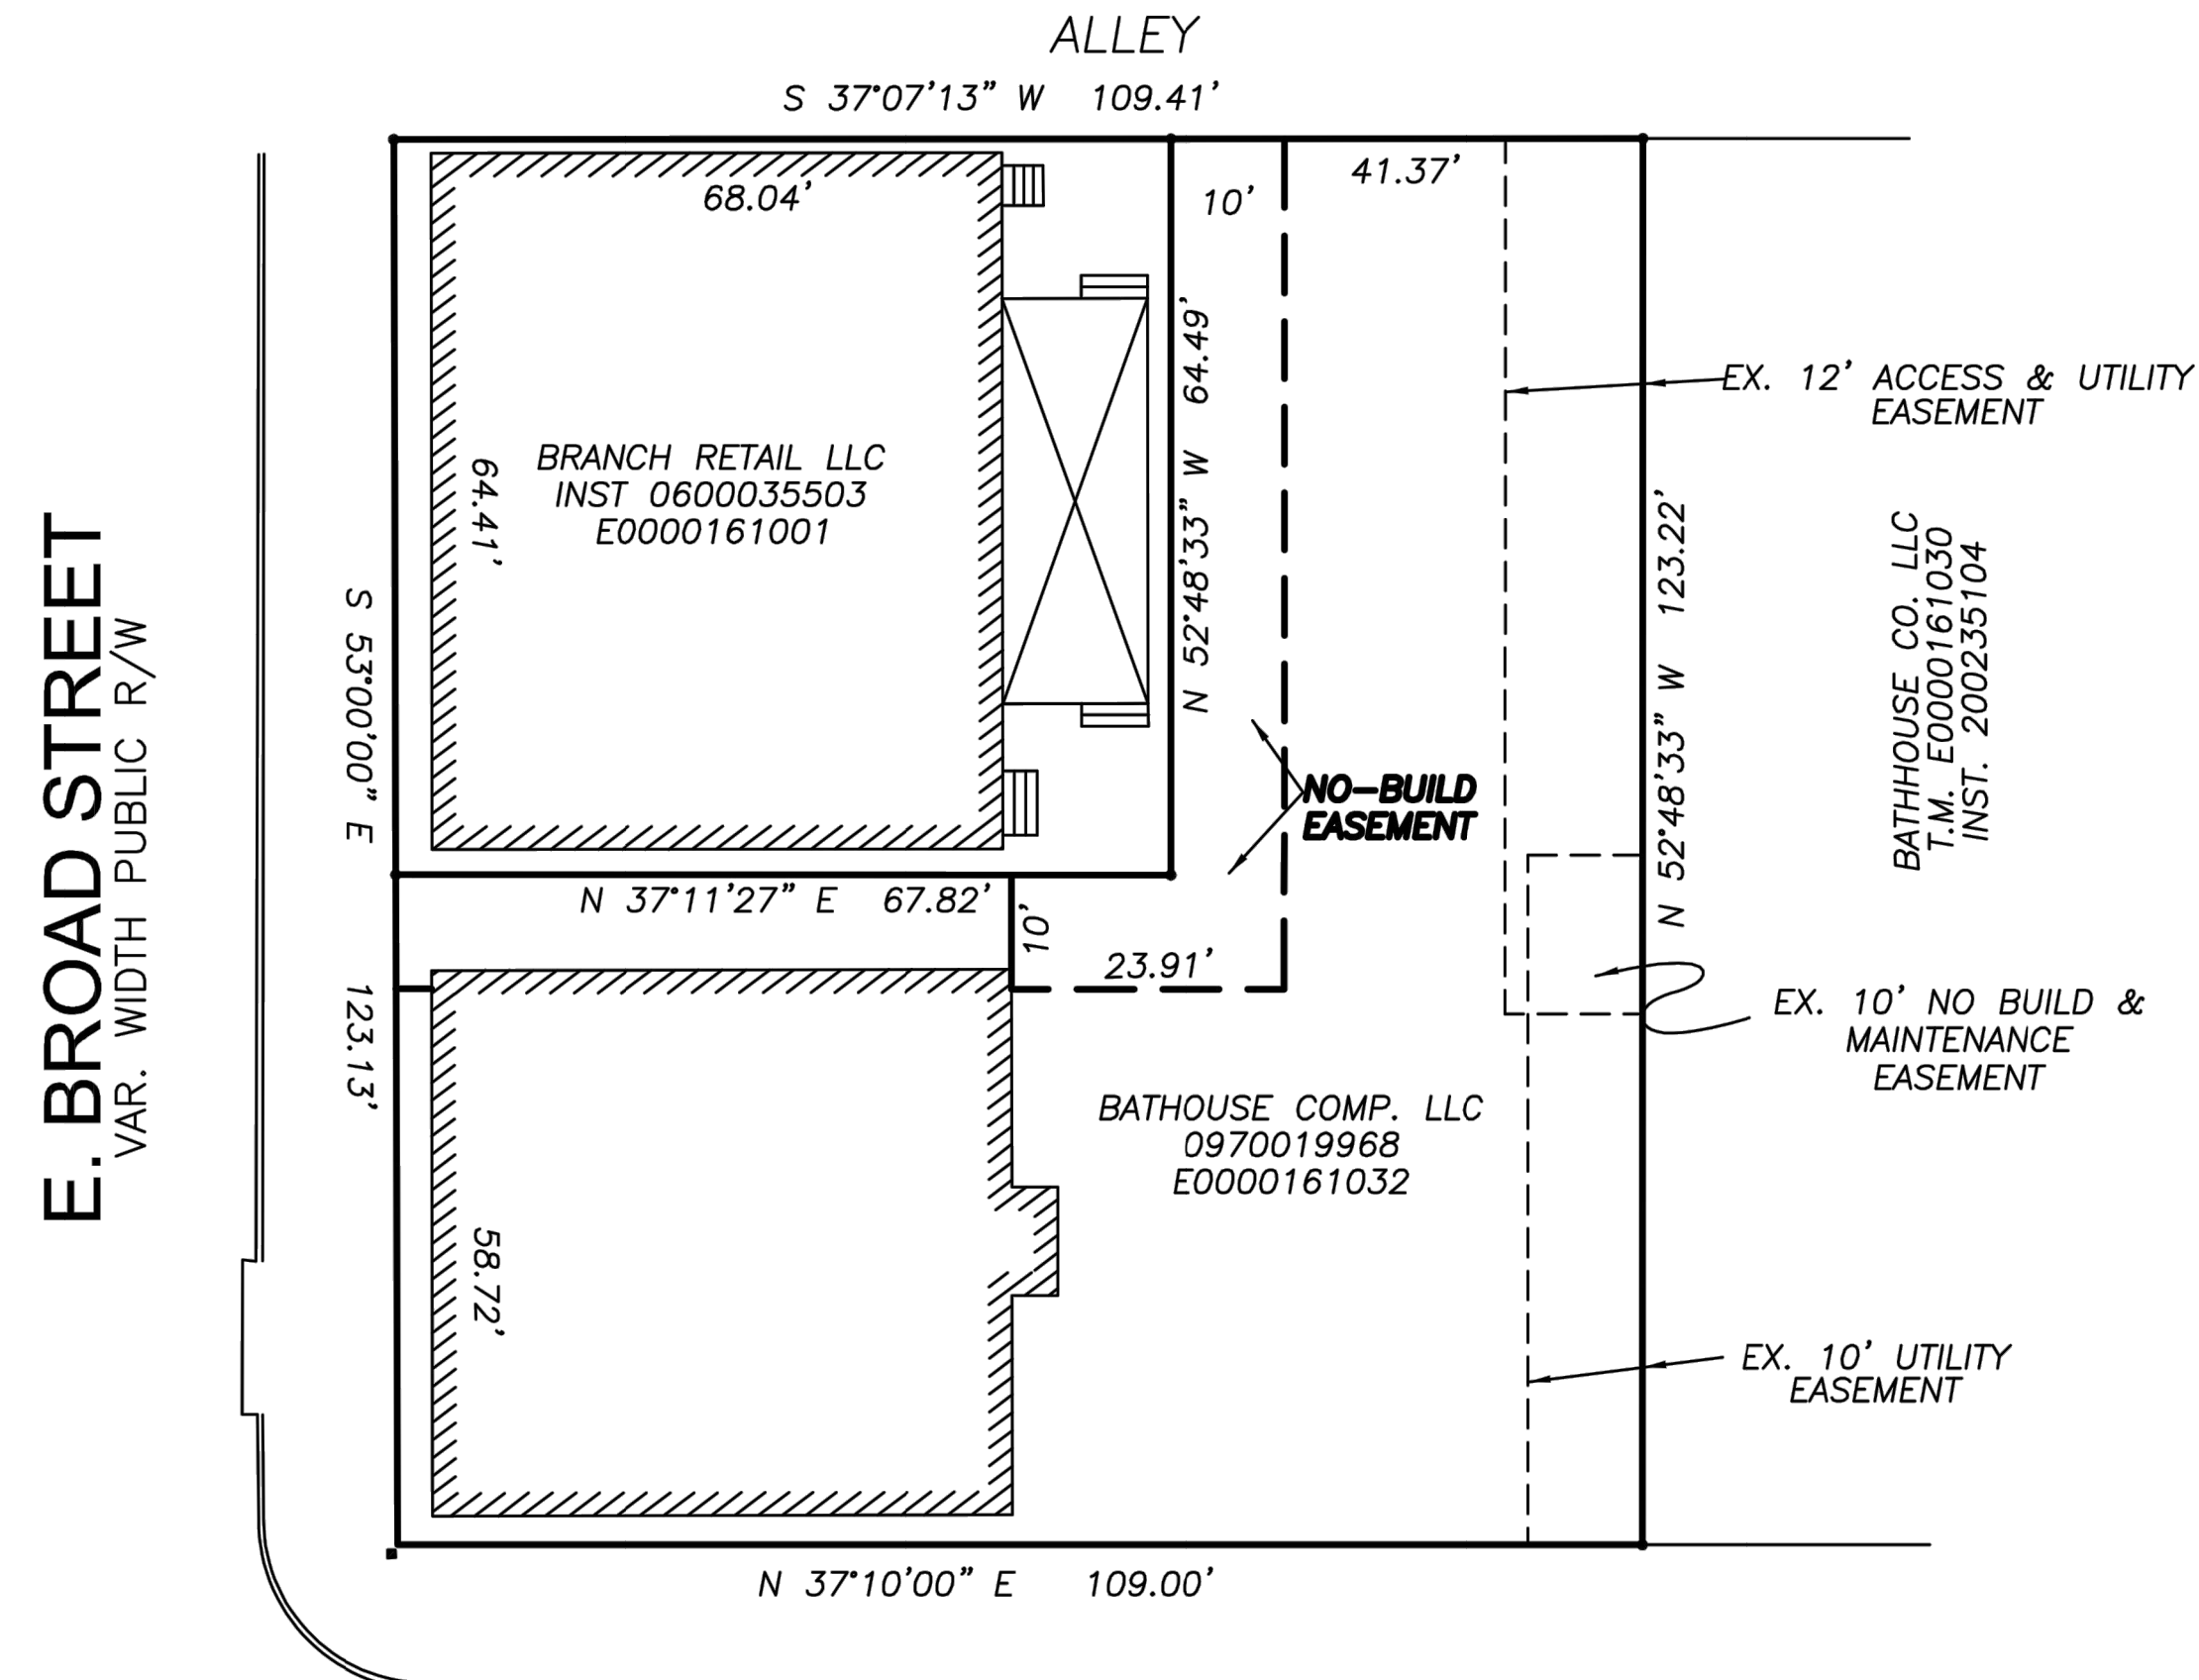 ALLEY
S 37°07'13" W 109.41'
68.04'
10'
41.37'
N 52°48'33" W 64.49'
BRANCH RETAIL LLC
INST 0600035503
E0000161001
64.41'
EX. 12' ACCESS & UTILITY
EASEMENT
E. BROAD STREET
VAR. WIDTH PUBLIC R/W
S 53°00'00" E 123.13'
N 52°48'33" W 123.22'
BATHHOUSE CO. LLC
T.M. E0000161030
INST. 2002351104
NO-BUILD
EASEMENT
N 37°11'27" E 67.82'
10'
23.91'
EX. 10' NO BUILD &
MAINTENANCE
EASEMENT
BATHOUSE COMP. LLC
0970019968
E0000161032
58.72'
EX. 10' UTILITY
EASEMENT
N 37°10'00" E 109.00'